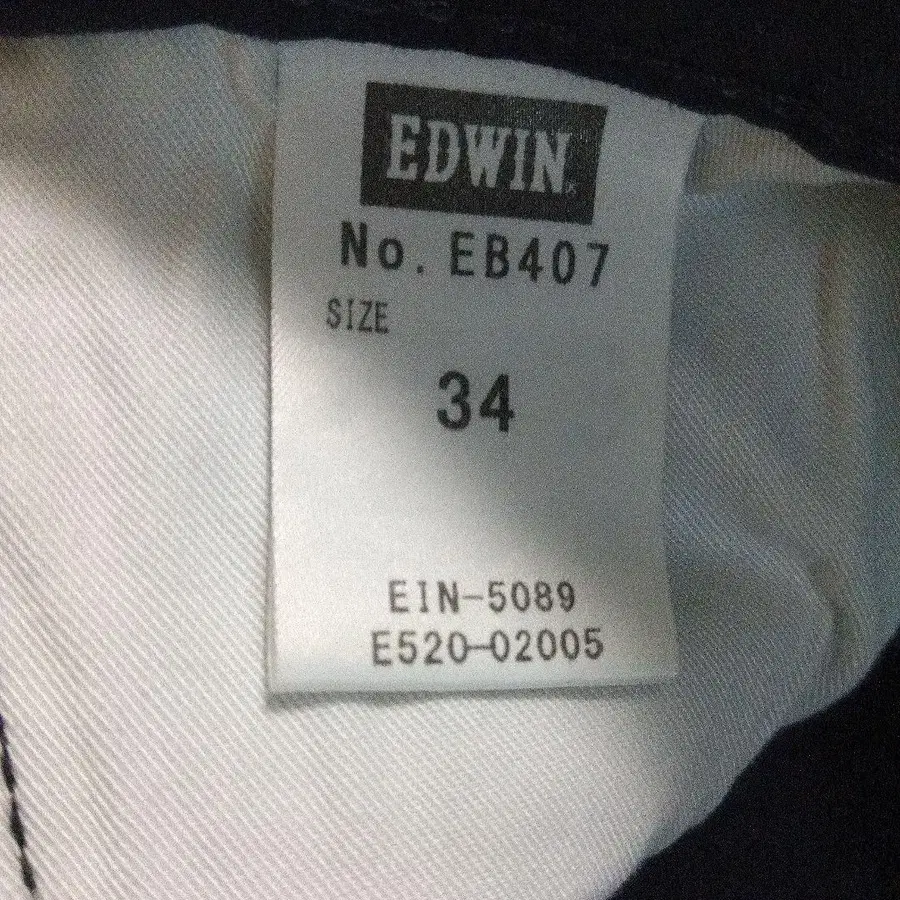 EDWIN
No. EB407
SIZE
34
EIN-5089
E520-02005